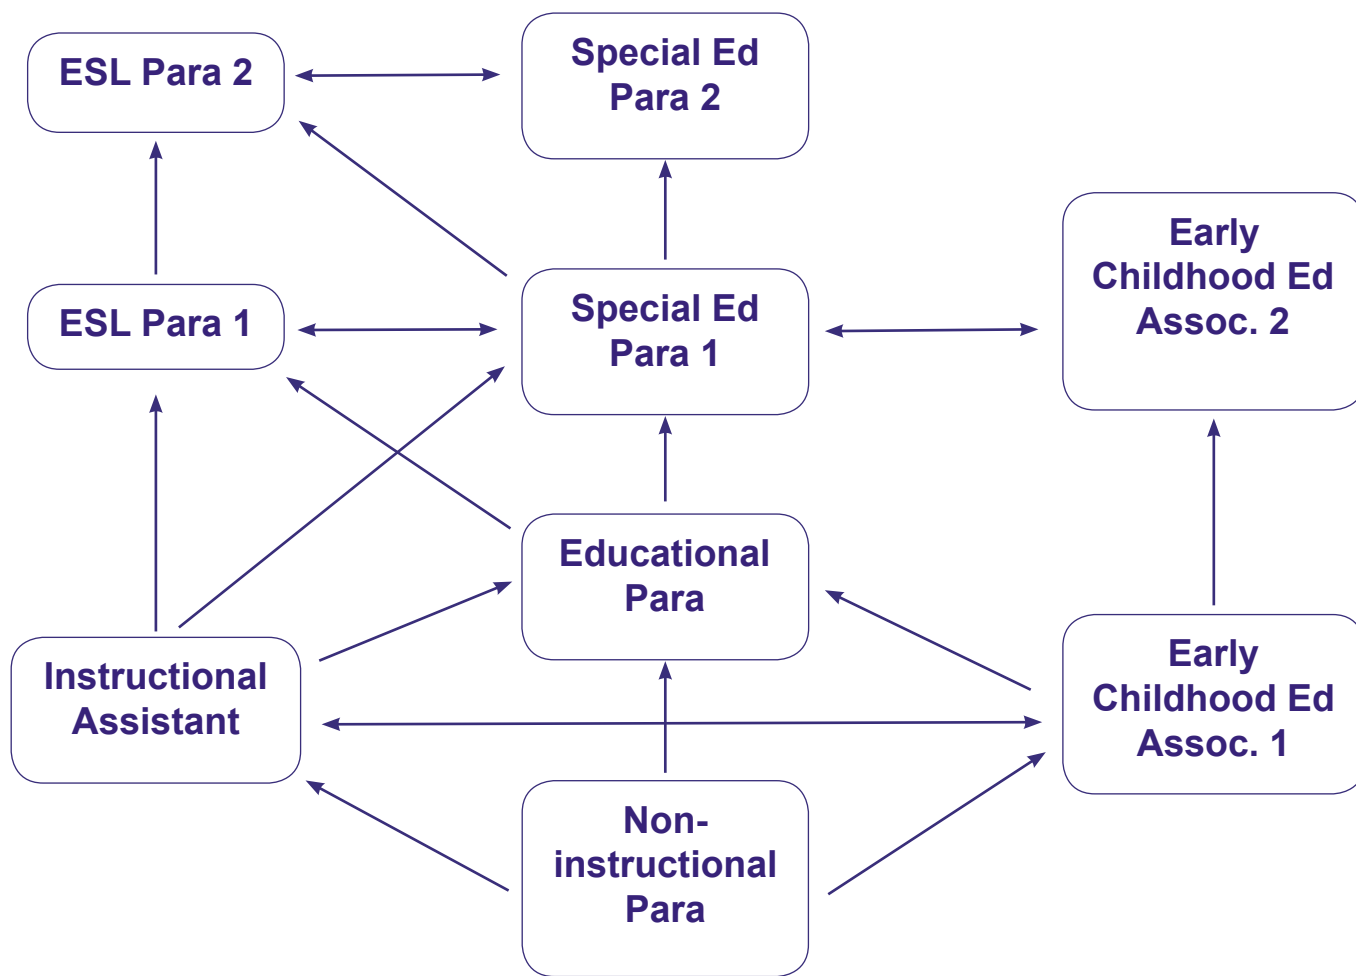 ESL Para 2
Special Ed
Para 2
Early
Childhood Ed
Assoc. 2
ESL Para 1
Special Ed
Para 1
Educational
Para
Instructional
Assistant
Early
Childhood Ed
Assoc. 1
Non-
instructional
Para